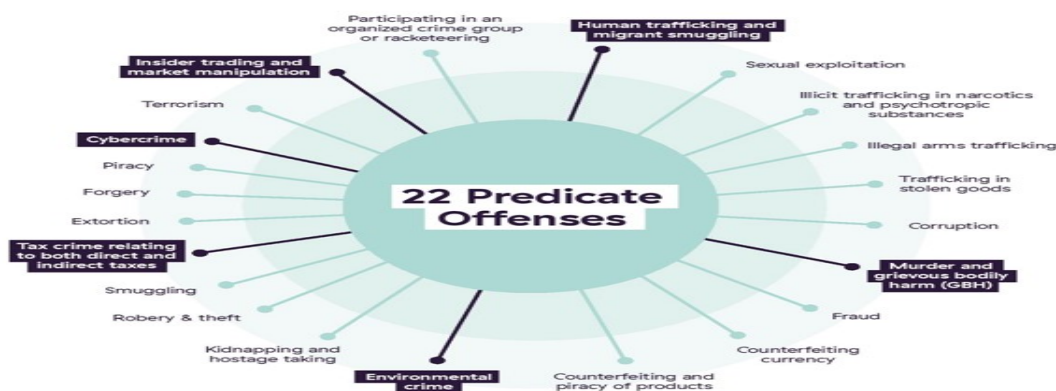 22 Predicate
Offenses
Human trafficking and
migrant smuggling
Sexual exploitation
Illicit trafficking in narcotics
and psychotropic
substances
Illegal arms trafficking
Trafficking in
stolen goods
Corruption
Murder and
grievous bodily
harm (GBH)
Fraud
Counterfeiting
currency
Counterfeiting and
piracy of products
Environmental
crime
Kidnapping and
hostage taking
Robery & theft
Smuggling
Tax crime relating
to both direct and
indirect taxes
Extortion
Forgery
Piracy
Cybercrime
Terrorism
Insider trading and
market manipulation
Participating in an
organized crime group
or racketeering